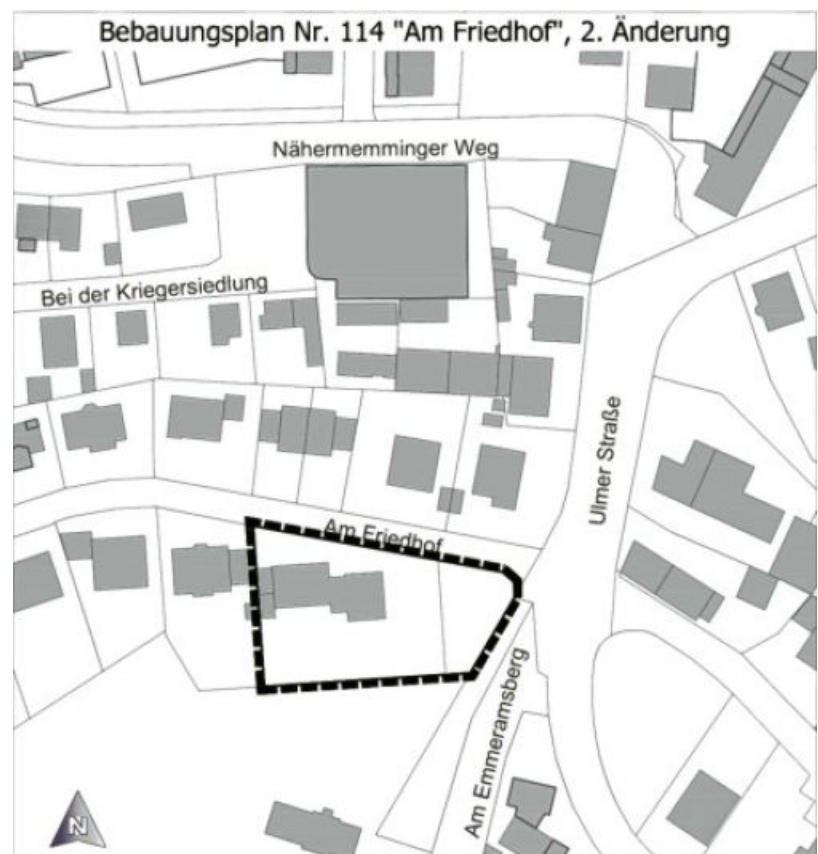 Bebauungsplan Nr. 114 "Am Friedhof", 2. Änderung
Nähermemminger Weg
Bei der Kriegersiedlung
Ulmer Straße
Am Friedhof
Am Emmeramsberg
N